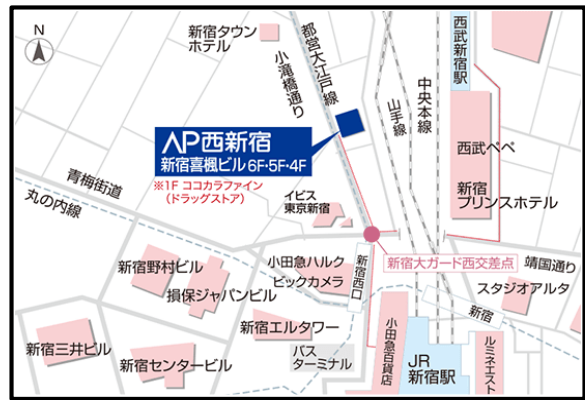 N
新宿タウン
ホテル
都営大江戸線
小滝橋通り
西武新宿駅
中央本線
山手線
AP西新宿
新宿喜楓ビル 6F・5F・4F
※1F ココカラファイン
（ドラッグストア）
西武ペペ
新宿
プリンスホテル
青梅街道
丸の内線
イビス
東京新宿
新宿大ガード西交差点
靖国通り
新宿野村ビル
損保ジャパンビル
小田急ハルク
ビックカメラ
新宿西口
スタジオアルタ
新宿
新宿三井ビル
新宿センタービル
新宿エルタワー
バス
ターミナル
小田急百貨店
JR
新宿駅
ルミネエスト